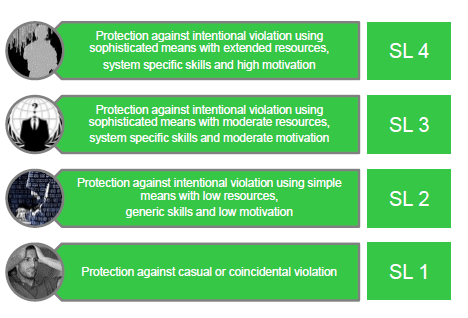 Protection against intentional violation using
sophisticated means with extended resources,
system specific skills and high motivation
SL 4
Protection against intentional violation using
sophisticated means with moderate resources,
system specific skills and moderate motivation
SL 3
Protection against intentional violation using simple
means with low resources,
generic skills and low motivation
SL 2
Protection against casual or coincidental violation
SL 1